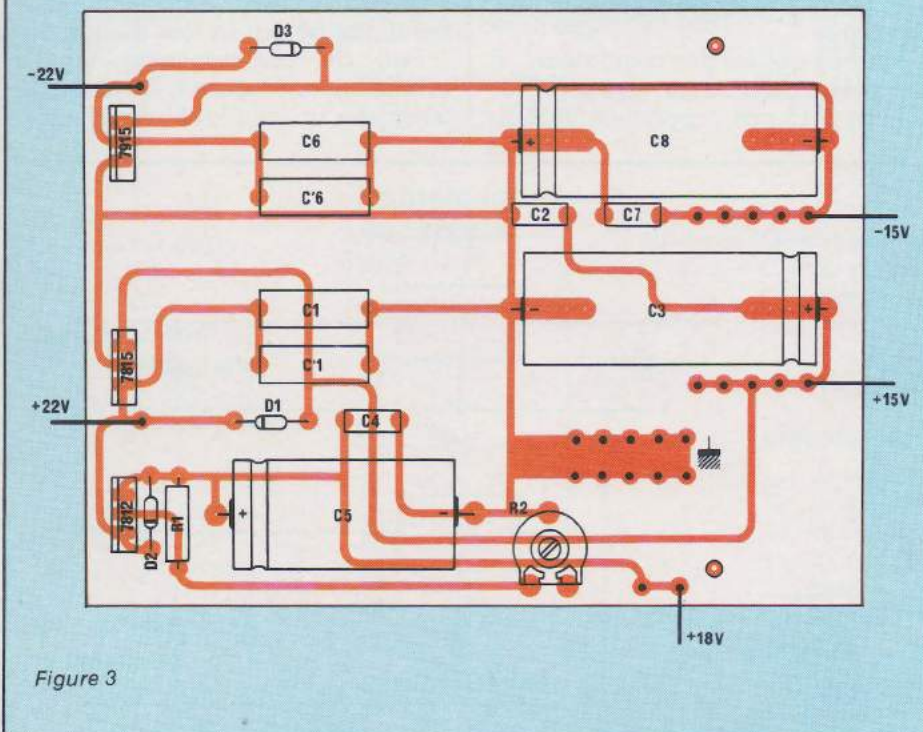 D3
-22V
7915
C6
C8
+
-
C'6
C2
C7
-15V
C1
-
C3
+
C'1
7815
+15V
+22V
D1
C4
7812
D2
R1
+
C5
-
R2
+18V
Figure 3